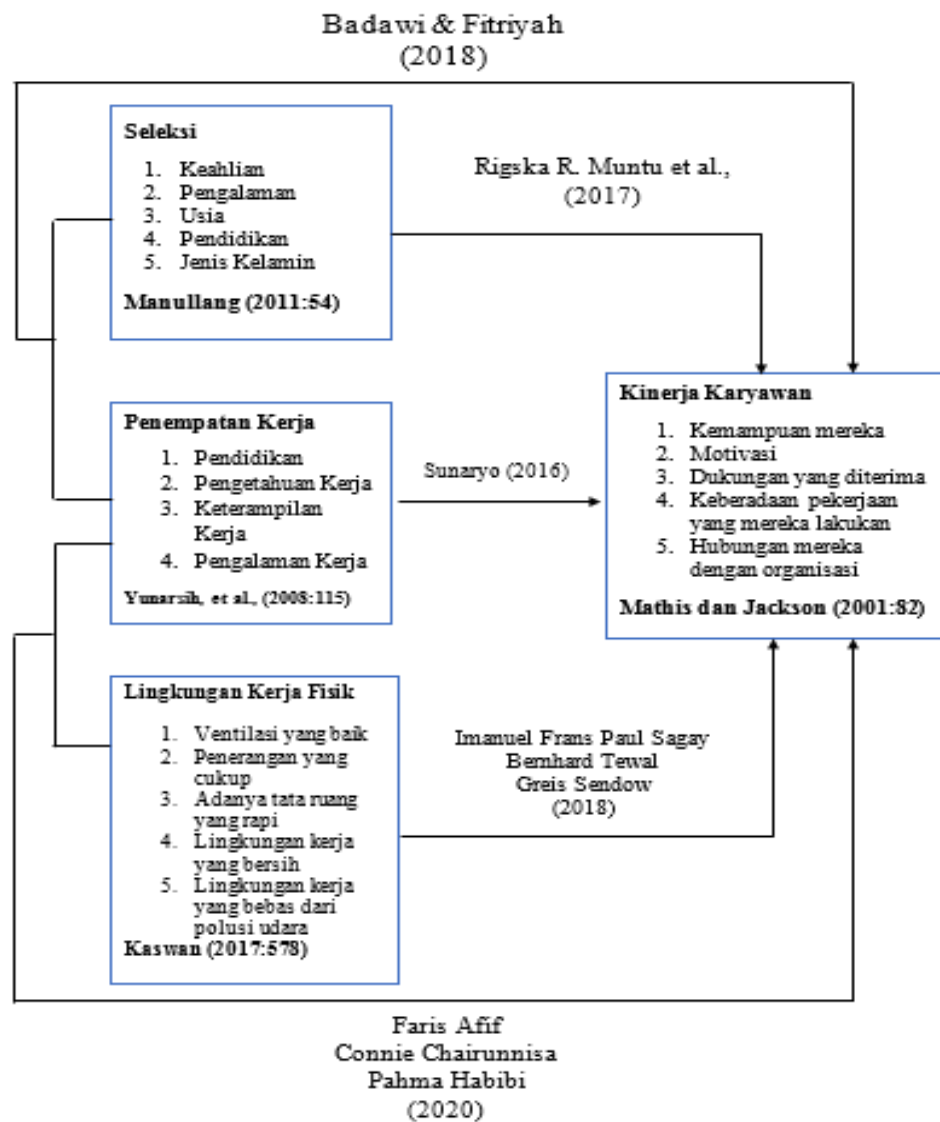 Badawi & Fitriyah
(2018)
Seleksi
1. Keahlian
2. Pengalaman
3. Usia
4. Pendidikan
5. Jenis Kelamin
Manullang (2011:54)
Rigska R. Muntu et al.,
(2017)
Penempatan Kerja
1. Pendidikan
2. Pengetahuan Kerja
3. Keterampilan
Kerja
4. Pengalaman Kerja
Yunarsih, et al., (2008:115)
Sunaryo (2016)
Kinerja Karyawan
1. Kemampuan mereka
2. Motivasi
3. Dukungan yang diterima
4. Keberadaan pekerjaan
yang mereka lakukan
5. Hubungan mereka
dengan organisasi
Mathis dan Jackson (2001:82)
Lingkungan Kerja Fisik
1. Ventilasi yang baik
2. Penerangan yang
cukup
3. Adanya tata ruang
yang rapi
4. Lingkungan kerja
yang bersih
5. Lingkungan kerja
yang bebas dari
polusi udara
Kaswan (2017:578)
Imanuel Frans Paul Sagay
Bernhard Tewal
Greis Sendow
(2018)
Faris Afif
Connie Chairunnisa
Pahma Habibi
(2020)